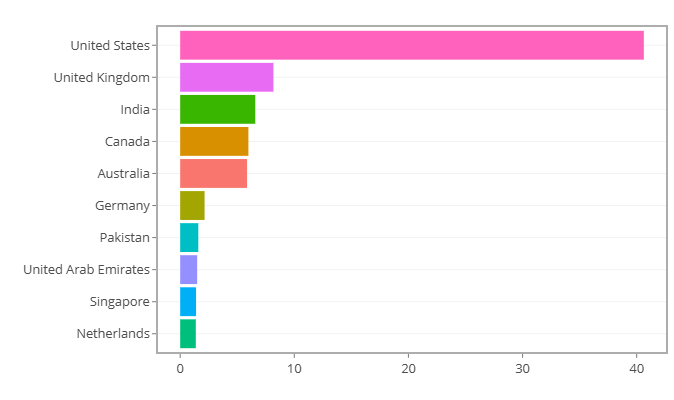 United States
United Kingdom
India
Canada
Australia
Germany
Pakistan
United Arab Emirates
Singapore
Netherlands
0 10 20 30 40